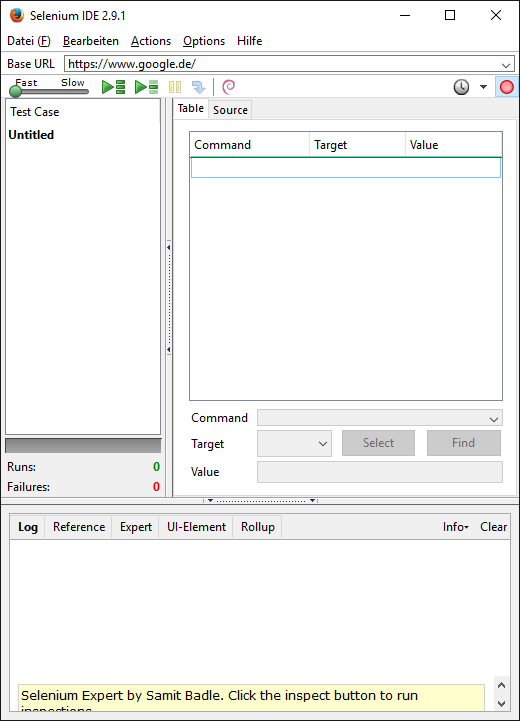 Selenium IDE 2.9.1
Datei (F) Bearbeiten Actions Options Hilfe
Base URL https://www.google.de/
Fast Slow
Test Case
Untitled
Table Source
Command Target Value
Command
Target Select Find
Value
Runs: 0
Failures: 0
Log Reference Expert UI-Element Rollup Info Clear
Selenium Expert by Samit Badle. Click the inspect button to run
inspections.